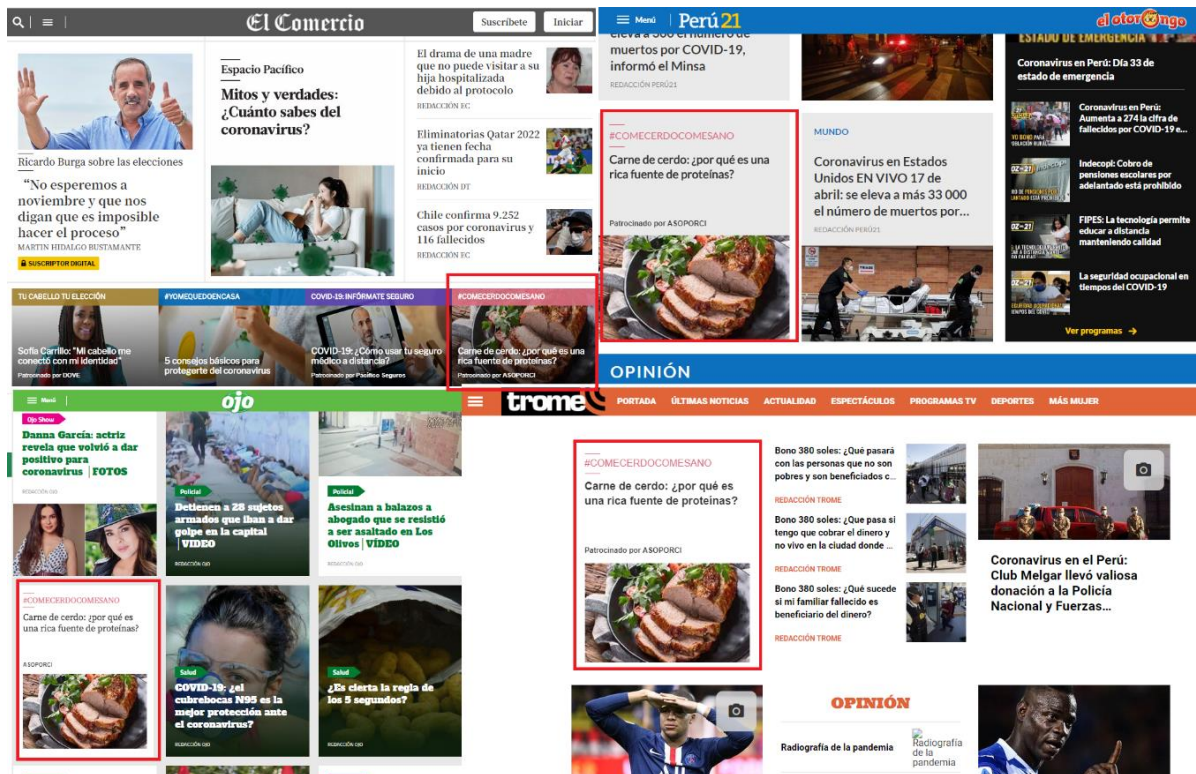 El Comercio
Suscríbete
Iniciar
Ricardo Burga sobre las elecciones
“No esperemos a
noviembre y que nos
digan que es imposible
hacer el proceso”
MARTIN HIDALGO BUSTAMANTE
SUSCRIPTOR DIGITAL
Espacio Pacífico
Mitos y verdades:
¿Cuánto sabes del
coronavirus?
El drama de una madre
que no puede visitar a su
hija hospitalizada
debido al protocolo
REDACCIÓN EC
Eliminatorias Qatar 2022
ya tienen fecha
confirmada para su
inicio
REDACCIÓN DT
Chile confirma 9.252
casos por coronavirus y
116 fallecidos
REDACCIÓN EC
TU CABELLO TU ELECCIÓN
Sofía Carrillo: "Mi cabello me
conectó con mi identidad"
Patrocinado por DOVE
#YOMEQUEDOENCASA
5 consejos básicos para
protegerte del coronavirus
COVID-19: INFÓRMATE SEGURO
COVID-19: ¿Cómo usar tu seguro
médico a distancia?
Patrocinado por Pacífico Seguros
#COMECERDOCOMESANO
Carne de cerdo: ¿por qué es una
rica fuente de proteínas?
Patrocinado por ASOPORCI
Menú
Perú21
el otorongo
eleva a 300 el número de
muertos por COVID-19,
informó el Minsa
REDACCIÓN PERÚ21
#COMECERDOCOMESANO
Carne de cerdo: ¿por qué es una
rica fuente de proteínas?
Patrocinado por ASOPORCI
MUNDO
Coronavirus en Estados
Unidos EN VIVO 17 de
abril: se eleva a más 33 000
el número de muertos por...
REDACCIÓN PERÚ21
ESTADO DE EMERGENCIA
Coronavirus en Perú: Día 33 de
estado de emergencia
Coronavirus en Perú:
Aumenta a 274 la cifra de
fallecidos por COVID-19 e...
Indecopi: Cobro de
pensiones escolares por
adelantado está prohibido
FIPES: La tecnología permite
educar a distancia
manteniendo calidad
La seguridad ocupacional en
tiempos del COVID-19
Ver programas
OPINIÓN
Menú
ojo
Ojo Show
Danna García: actriz
revela que volvió a dar
positivo para
coronavirus | FOTOS
REDACCIÓN OJO
Policial
Detienen a 28 sujetos
armados que iban a dar
golpe en la capital
| VIDEO
REDACCIÓN OJO
Policial
Asesinan a balazos a
abogado que se resistió
a ser asaltado en Los
Olivos | VÍDEO
REDACCIÓN OJO
#COMECERDOCOMESANO
Carne de cerdo: ¿por qué es
una rica fuente de proteínas?
ASOPORCI
Salud
COVID-19: ¿el
cubrebocas N95 es la
mejor protección ante
el coronavirus?
REDACCIÓN OJO
Salud
¿Es cierta la regla de
los 5 segundos?
REDACCIÓN OJO
trome
PORTADA
ÚLTIMAS NOTICIAS
ACTUALIDAD
ESPECTÁCULOS
PROGRAMAS TV
DEPORTES
MÁS MUJER
#COMECERDOCOMESANO
Carne de cerdo: ¿por qué es
una rica fuente de proteínas?
Patrocinado por ASOPORCI
Bono 380 soles: ¿Qué pasará
con las personas que no son
pobres y son beneficiados c...
REDACCIÓN TROME
Bono 380 soles: ¿Que pasa si
tengo que cobrar el dinero y
no vivo en la ciudad donde ...
REDACCIÓN TROME
Bono 380 soles: ¿Qué sucede
si mi familiar fallecido es
beneficiario del dinero?
REDACCIÓN TROME
Coronavirus en el Perú:
Club Melgar llevó valiosa
donación a la Policía
Nacional y Fuerzas...
OPINIÓN
Radiografía de la pandemia
Radiografía
de la
pandemia